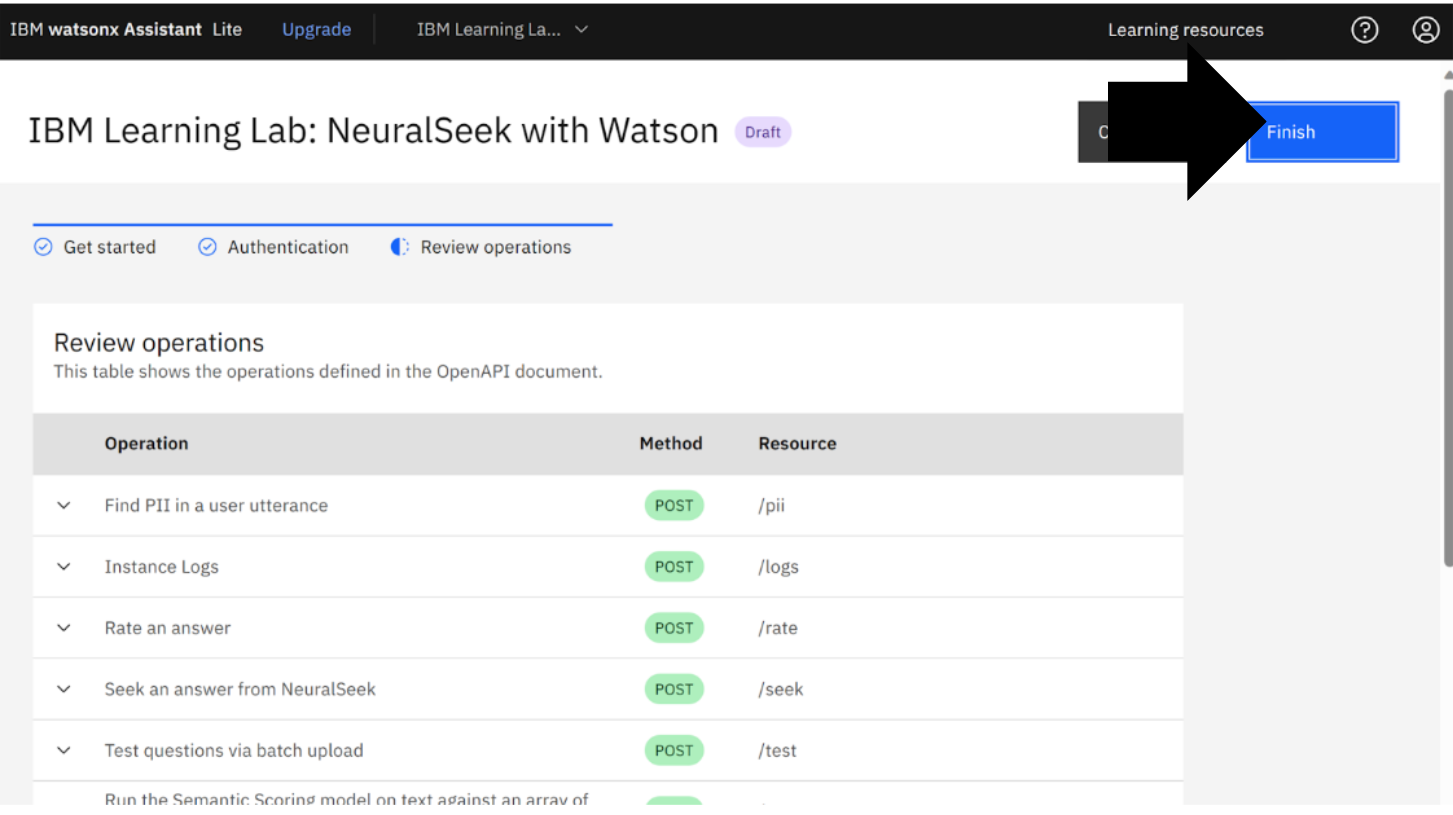 IBM watsonx Assistant Lite Upgrade IBM Learning La... Learning resources
IBM Learning Lab: NeuralSeek with Watson Draft Finish
Get started Authentication Review operations
Review operations
This table shows the operations defined in the OpenAPI document.
Operation Method Resource
Find PII in a user utterance POST /pii
Instance Logs POST /logs
Rate an answer POST /rate
Seek an answer from NeuralSeek POST /seek
Test questions via batch upload POST /test
Run the Semantic Scoring model on text against an array of